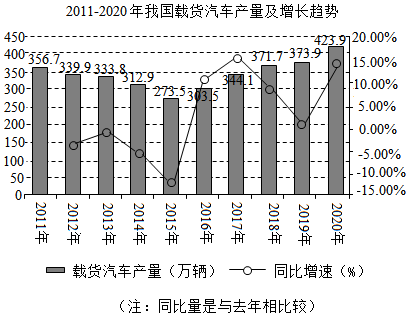 2011-2020年我国载货汽车产量及增长趋势
450
400
350
300
250
200
150
100
50
0
356.7
339.9
333.8
312.9
273.5
303.5
344.1
371.7
373.9
423.9
20.00%
15.00%
10.00%
5.00%
0.00%
-5.00%
-10.00%
-15.00%
2011年
2012年
2013年
2014年
2015年
2016年
2017年
2018年
2019年
2020年
载货汽车产量（万辆）
同比增速（%）
（注：同比量是与去年相比较）